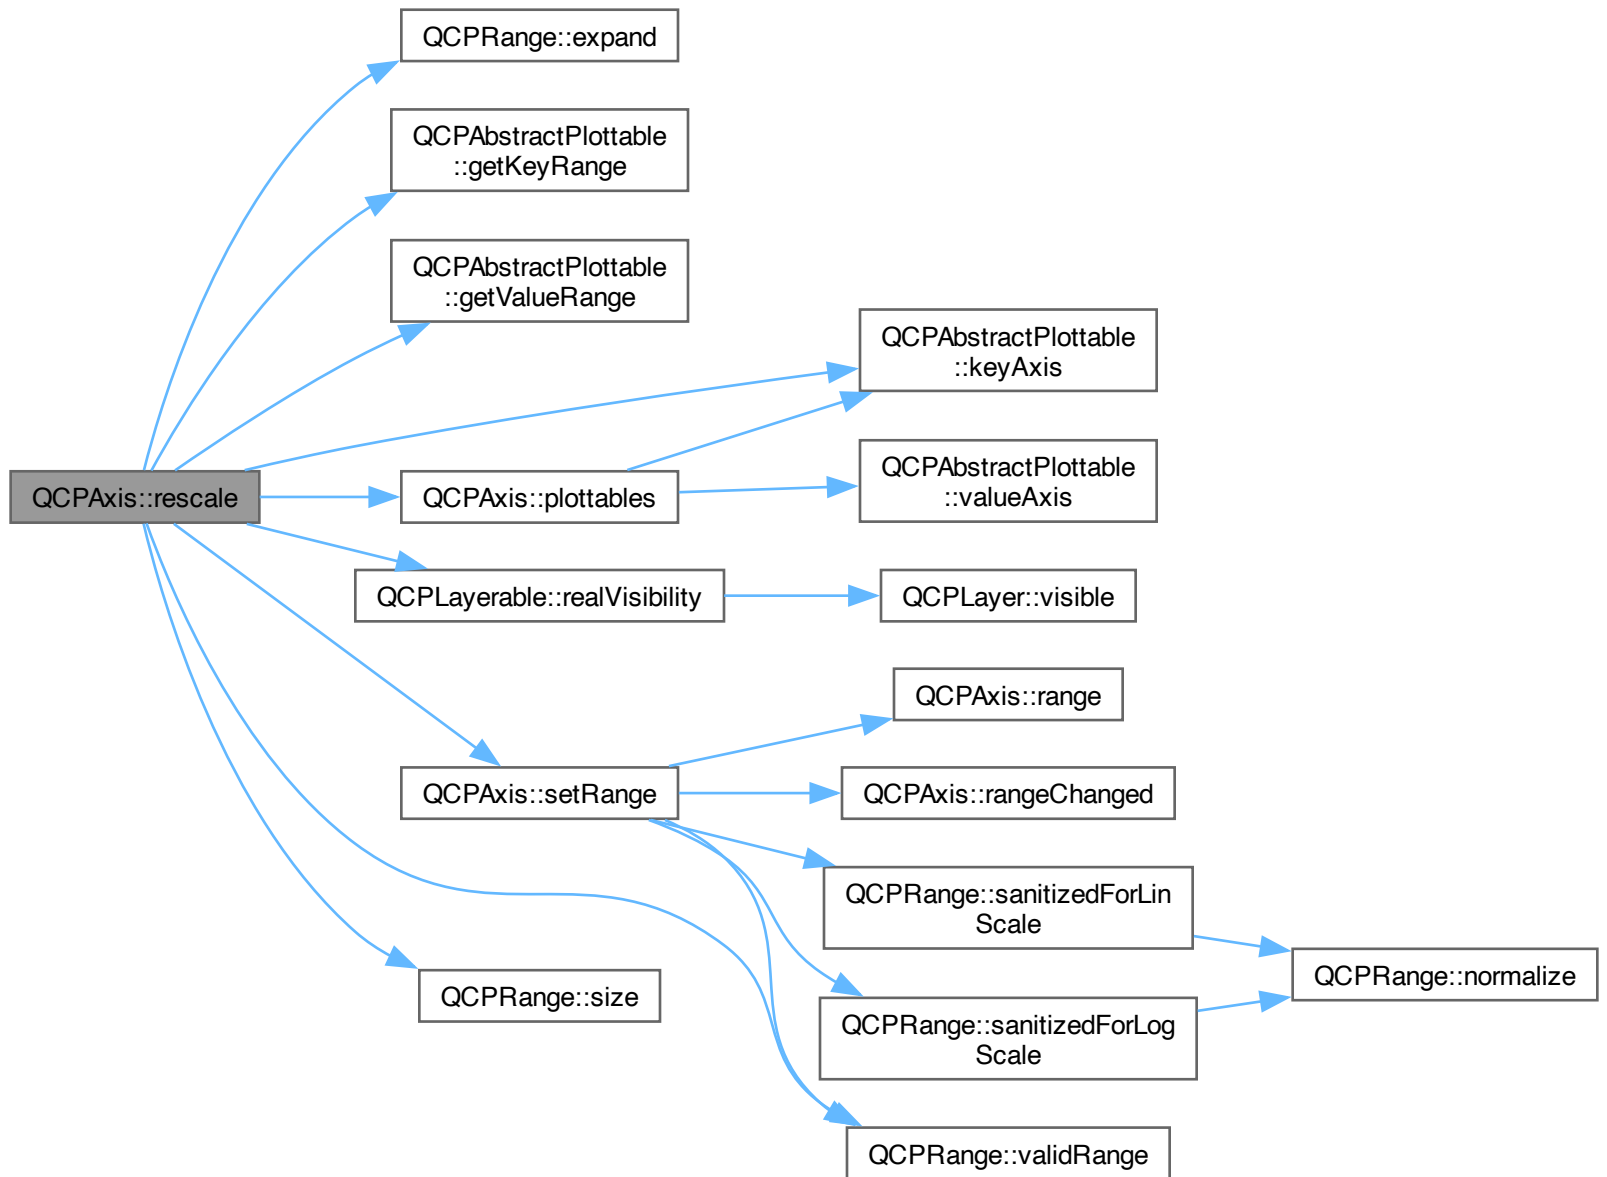 QCPRange::expand
QCPAbstractPlottable
::getKeyRange
QCPAbstractPlottable
::getValueRange
QCPAbstractPlottable
::keyAxis
QCPAxis::rescale
QCPAxis::plottables
QCPAbstractPlottable
::valueAxis
QCPLayerable::realVisibility
QCPLayer::visible
QCPAxis::range
QCPAxis::setRange
QCPAxis::rangeChanged
QCPRange::sanitizedForLin
Scale
QCPRange::size
QCPRange::normalize
QCPRange::sanitizedForLog
Scale
QCPRange::validRange